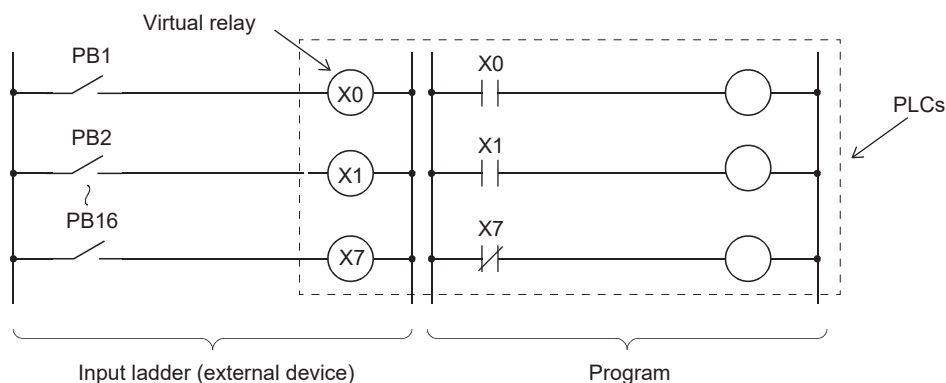 Virtual relay
PB1
X0
X0
PLCs
PB2
X1
X1
PB16
X7
X7
Input ladder (external device)
Program